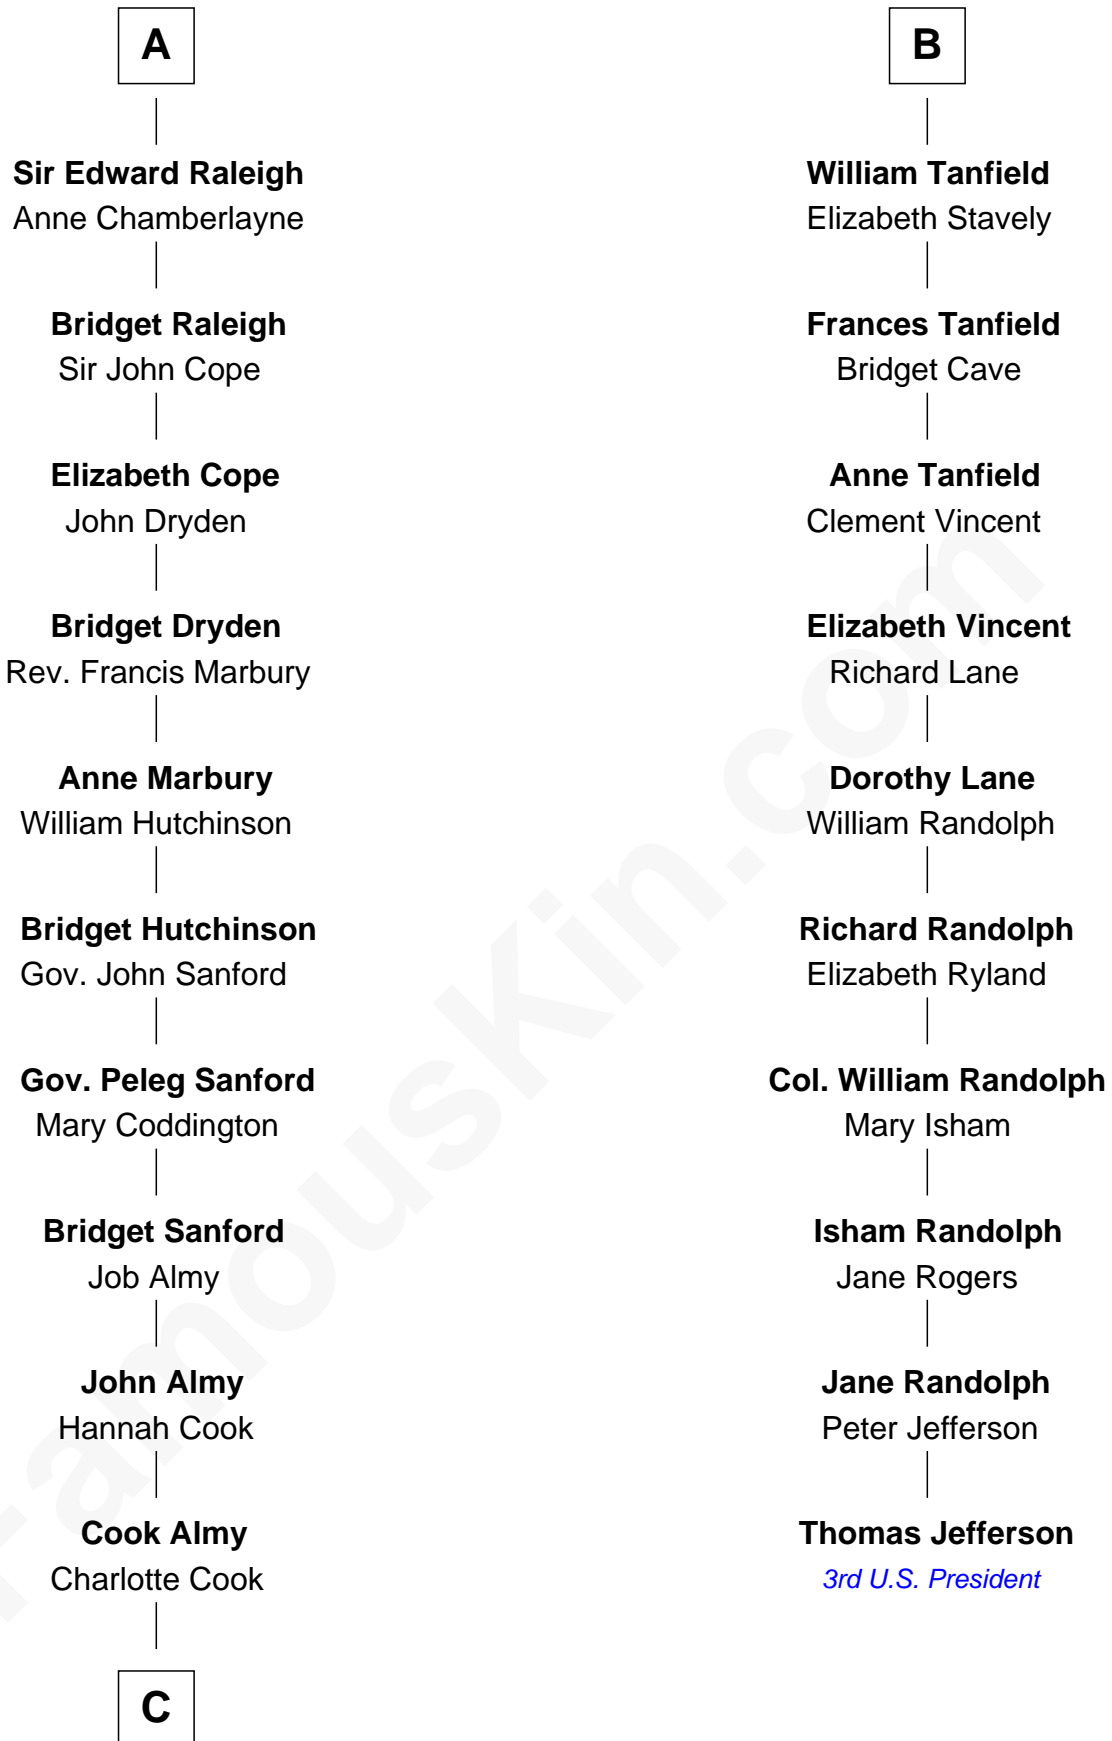 A
Sir Edward Raleigh
Anne Chamberlayne
Bridget Raleigh
Sir John Cope
Elizabeth Cope
John Dryden
Bridget Dryden
Rev. Francis Marbury
Anne Marbury
William Hutchinson
Bridget Hutchinson
Gov. John Sanford
Gov. Peleg Sanford
Mary Coddington
Bridget Sanford
Job Almy
John Almy
Hannah Cook
Cook Almy
Charlotte Cook
C
B
William Tanfield
Elizabeth Stavely
Frances Tanfield
Bridget Cave
Anne Tanfield
Clement Vincent
Elizabeth Vincent
Richard Lane
Dorothy Lane
William Randolph
Richard Randolph
Elizabeth Ryland
Col. William Randolph
Mary Isham
Isham Randolph
Jane Rogers
Jane Randolph
Peter Jefferson
Thomas Jefferson
3rd U.S. President
FamousKin.com